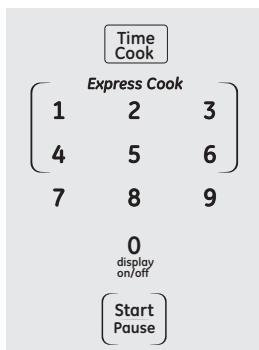 Time
Cook
Express Cook
1 2 3
4 5 6
7 8 9
0
display
on/off
Start
Pause